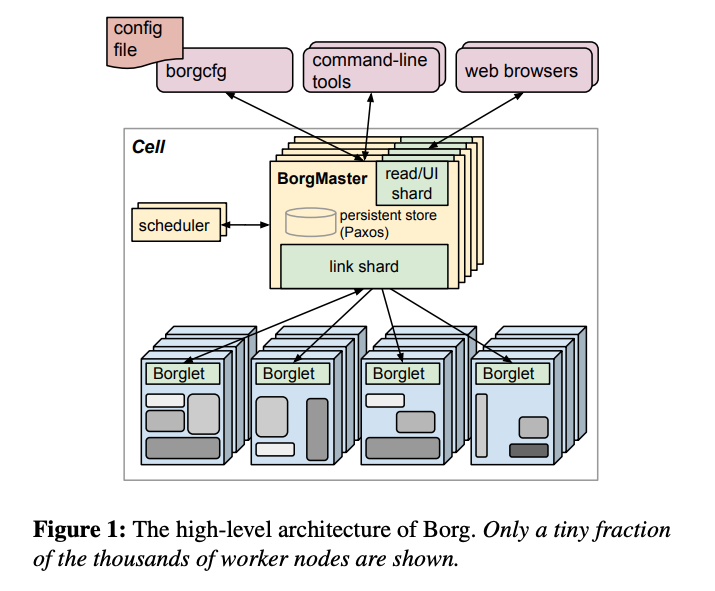 config
file
borgcfg
command-line
tools
web browsers
Cell
BorgMaster
read/UI
shard
persistent store
(Paxos)
scheduler
link shard
Borglet
Borglet
Borglet
Borglet
Figure 1: The high-level architecture of Borg. Only a tiny fraction
of the thousands of worker nodes are shown.